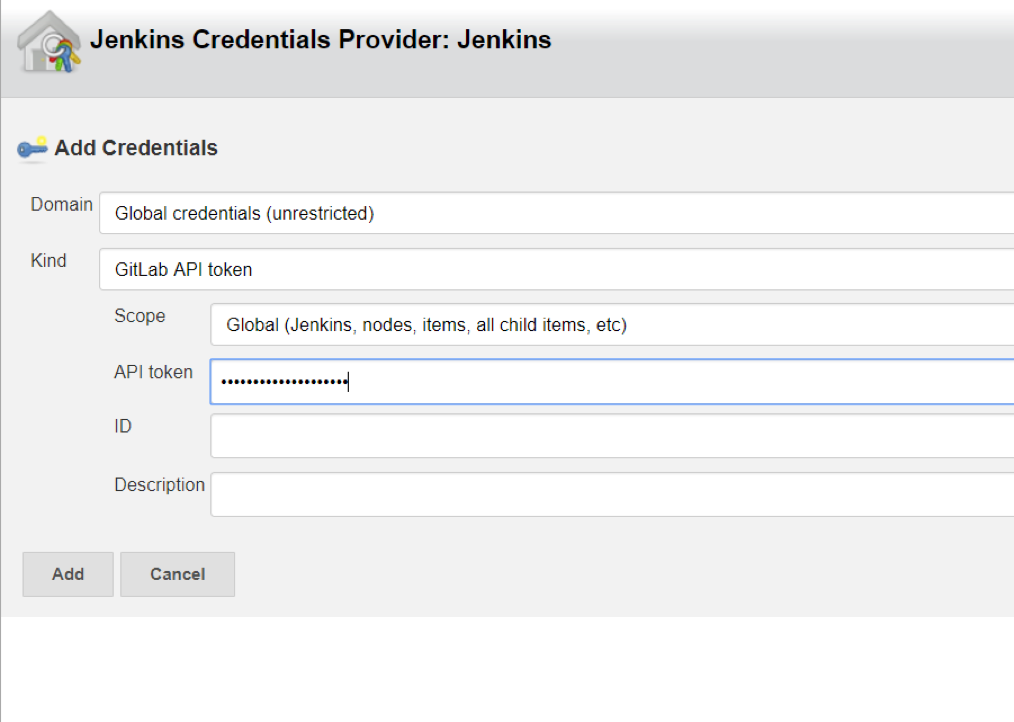 Jenkins Credentials Provider: Jenkins
Add Credentials
Domain
Global credentials (unrestricted)
Kind
GitLab API token
Scope
Global (Jenkins, nodes, items, all child items, etc)
API token
••••••••••••••••••••
ID
Description
Add
Cancel